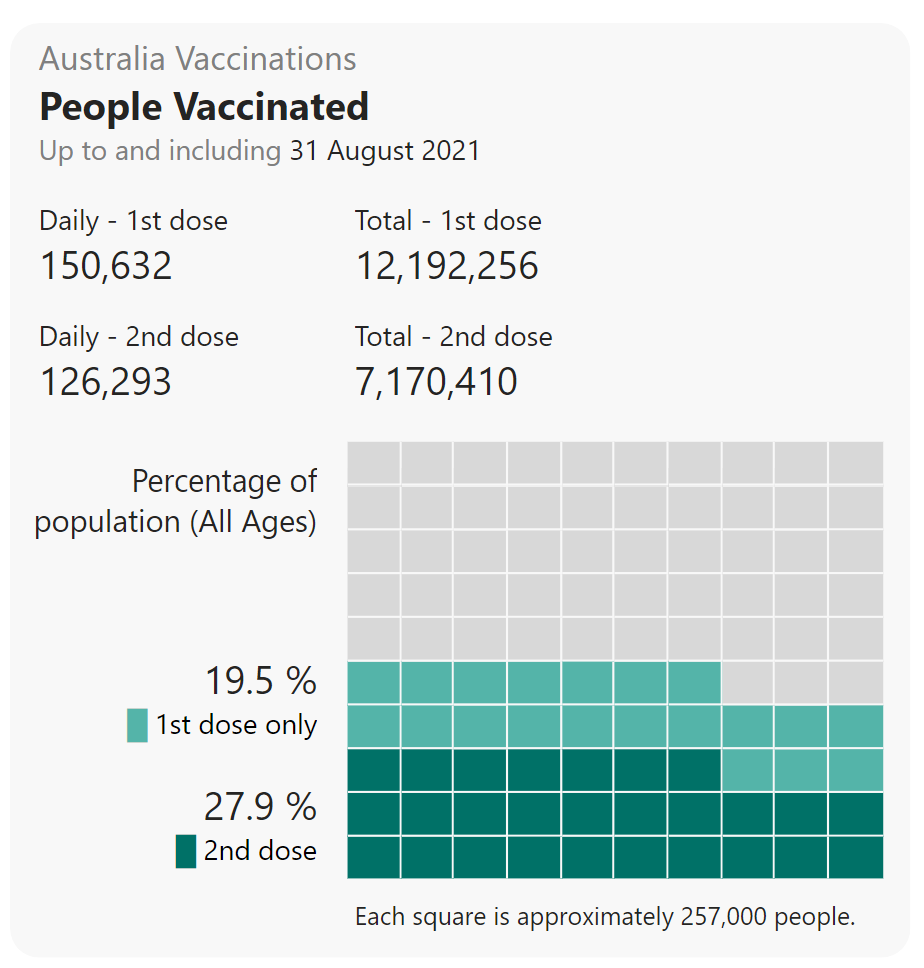 Australia Vaccinations
People Vaccinated
Up to and including 31 August 2021
Daily - 1st dose
Total - 1st dose
150,632
12,192,256
Daily - 2nd dose
Total - 2nd dose
126,293
7,170,410
Percentage of
population (All Ages)
19.5 %
1st dose only
27.9 %
2nd dose
Each square is approximately 257,000 people.